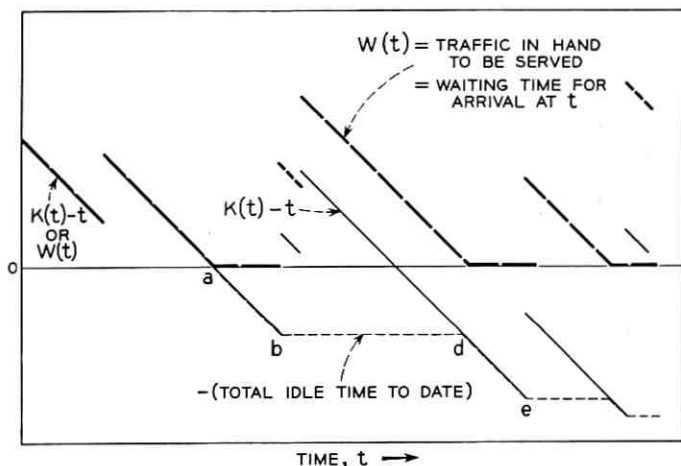 W(t) = TRAFFIC IN HAND
TO BE SERVED
= WAITING TIME FOR
ARRIVAL AT t
K(t)-t
OR
W(t)
K(t)-t
0
a
b
d
e
-(TOTAL IDLE TIME TO DATE)
TIME, t →